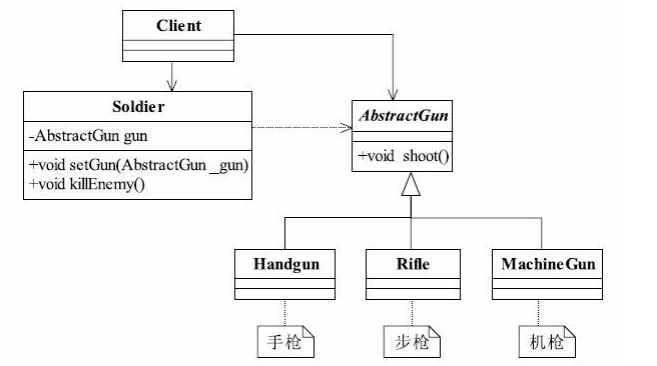 Client
Soldier
-AbstractGun gun
+void setGun(AbstractGun _gun)
+void killEnemy()
AbstractGun
+void shoot()
Handgun
Rifle
MachineGun
手枪
步枪
机枪